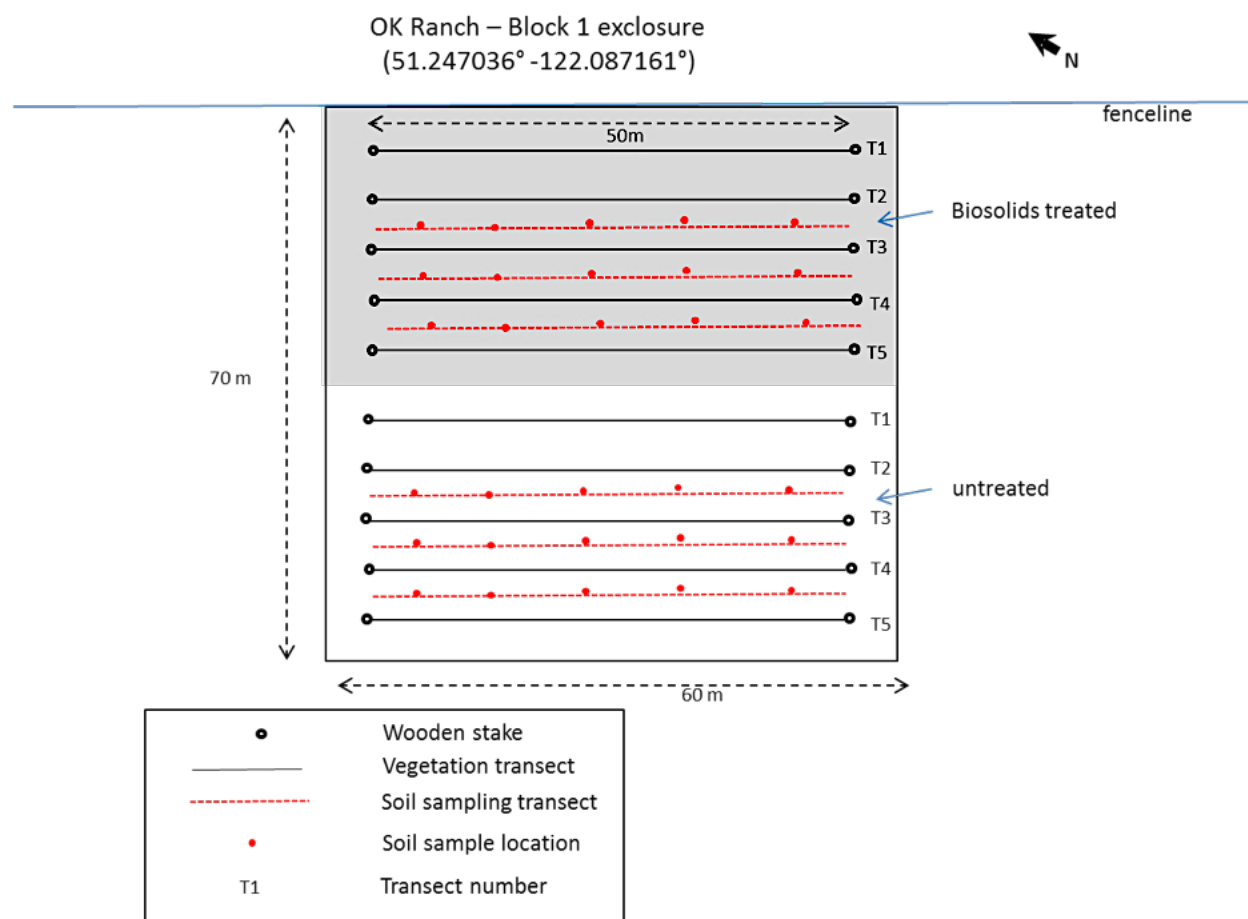 OK Ranch – Block 1 exclosure
(51.247036° -122.087161°)
N
fenceline
50m
T1
T2
Biosolids treated
T3
T4
T5
70 m
T1
T2
untreated
T3
T4
T5
60 m
Wooden stake
Vegetation transect
Soil sampling transect
Soil sample location
T1 Transect number